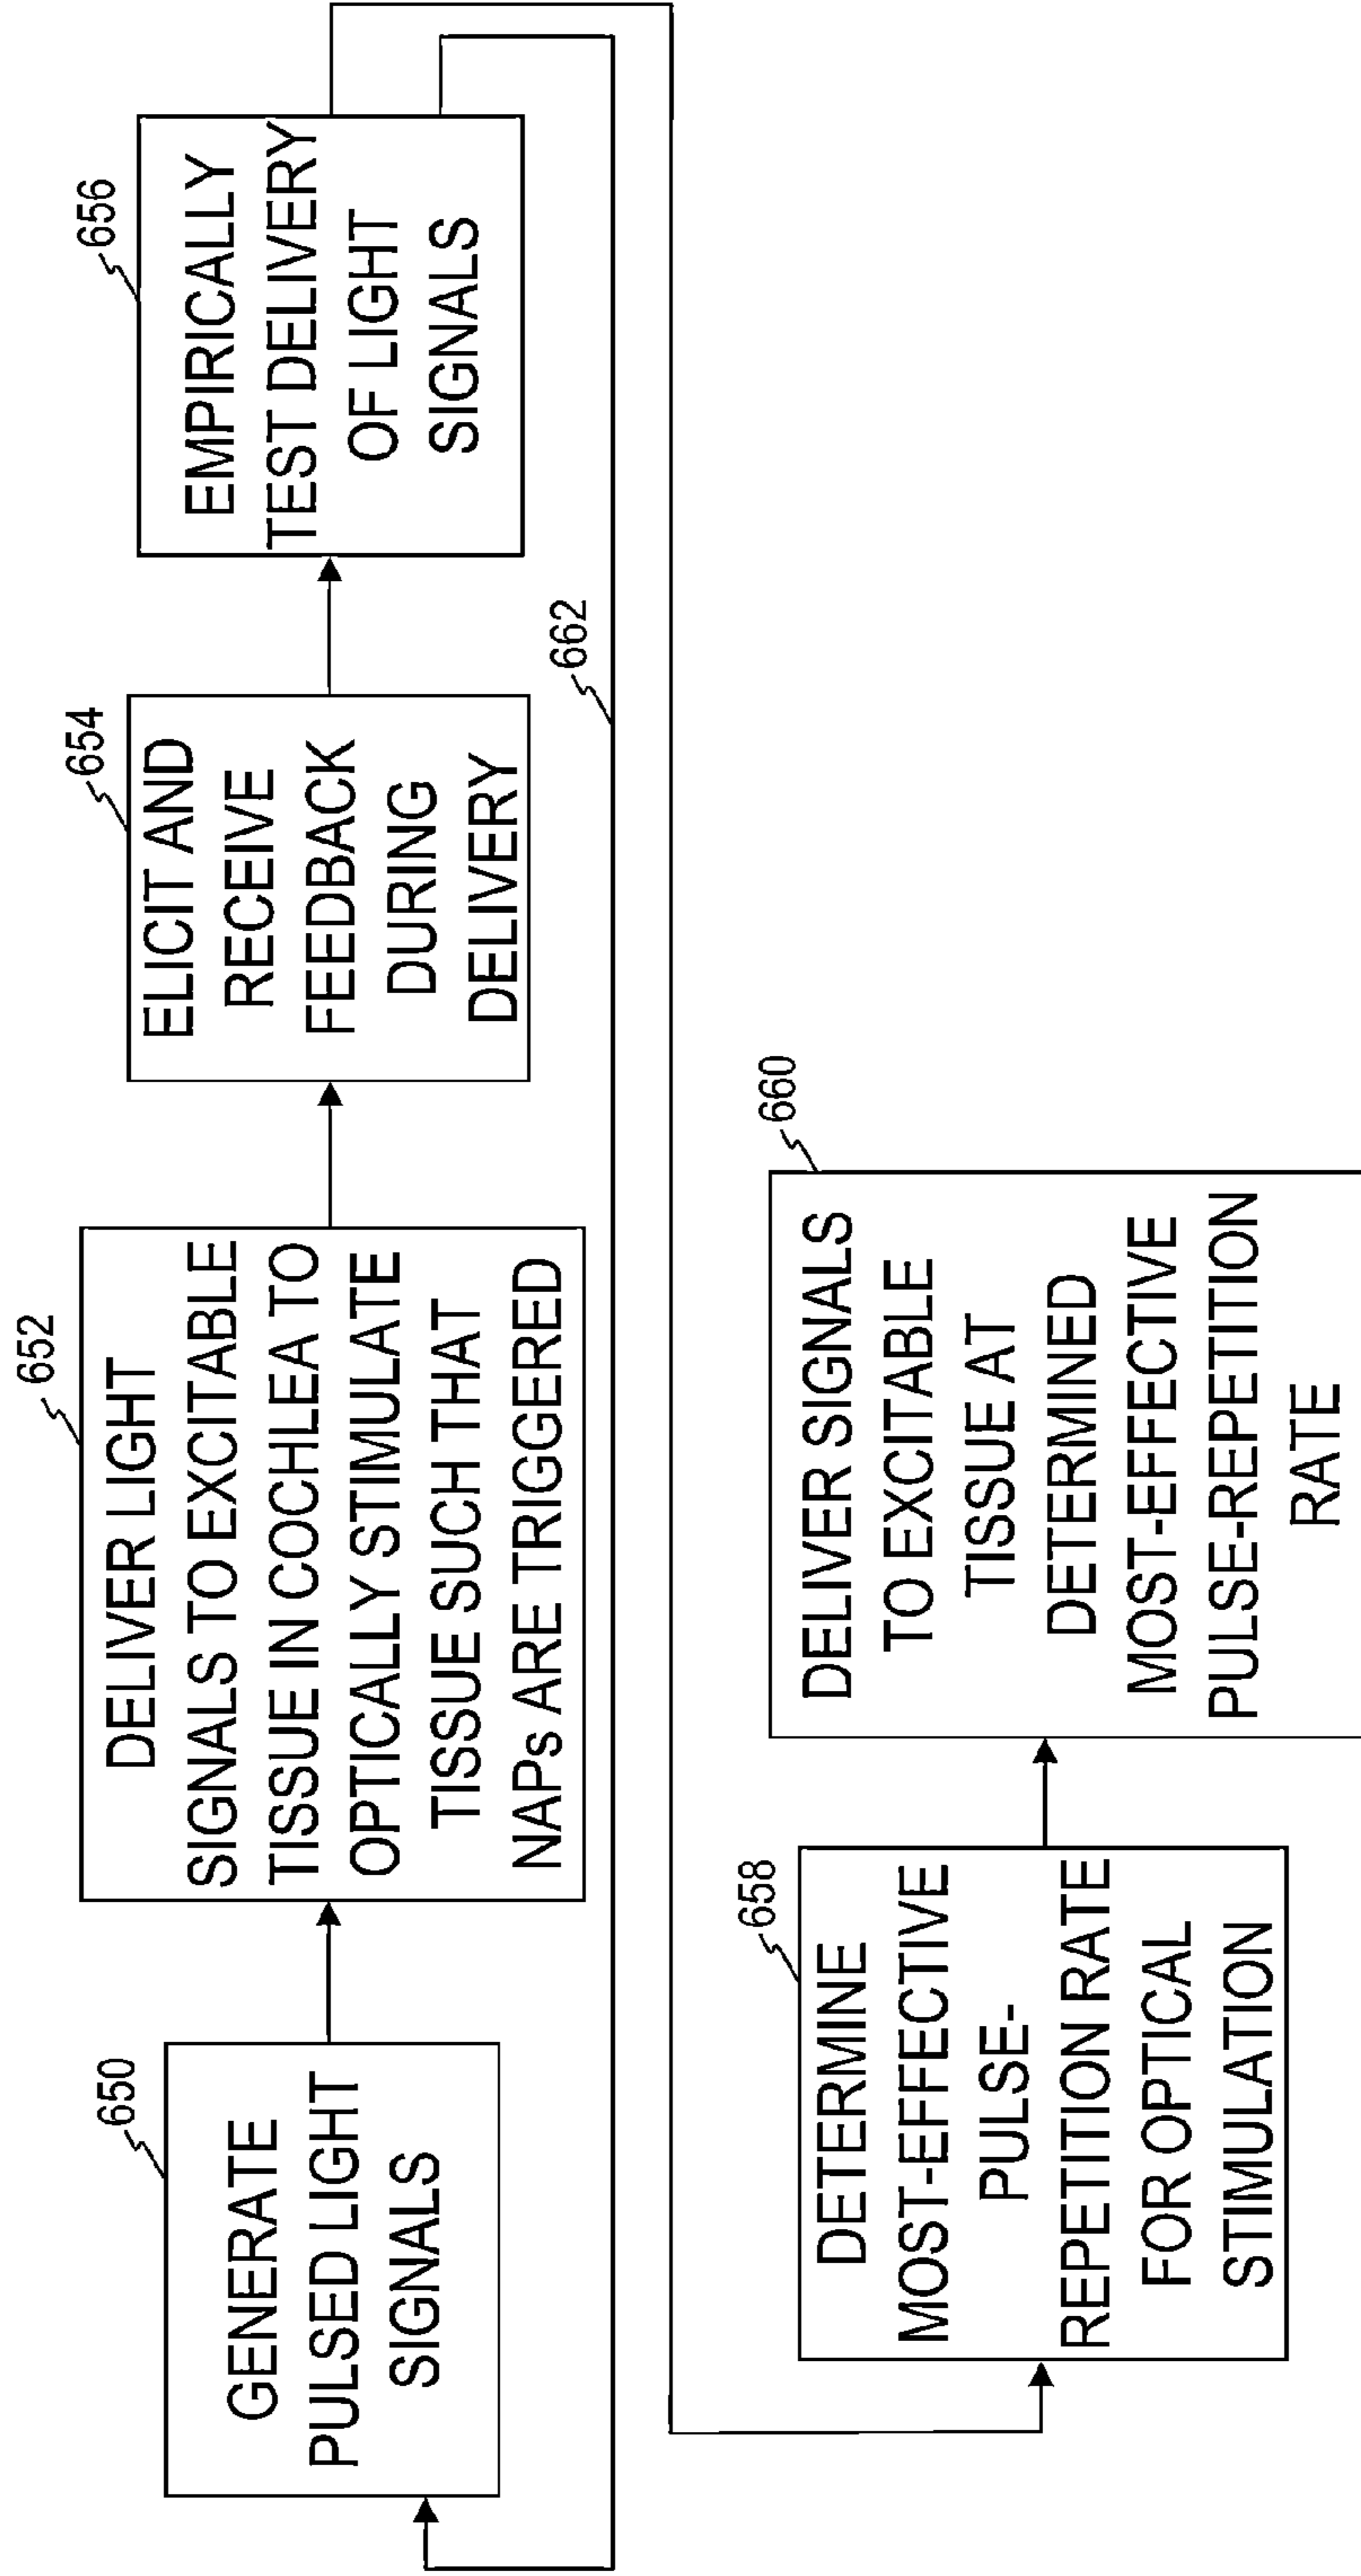 650
GENERATE
PULSED LIGHT
SIGNALS
652
DELIVER LIGHT
SIGNALS TO EXCITABLE
TISSUE IN COCHLEA TO
OPTICALLY STIMULATE
TISSUE SUCH THAT
NAPs ARE TRIGGERED
654
ELICIT AND
RECEIVE
FEEDBACK
DURING
DELIVERY
656
EMPIRICALLY
TEST DELIVERY
OF LIGHT
SIGNALS
662
658
DETERMINE
MOST-EFFECTIVE
PULSE-
REPETITION RATE
FOR OPTICAL
STIMULATION
660
DELIVER SIGNALS
TO EXCITABLE
TISSUE AT
DETERMINED
MOST-EFFECTIVE
PULSE-REPETITION
RATE